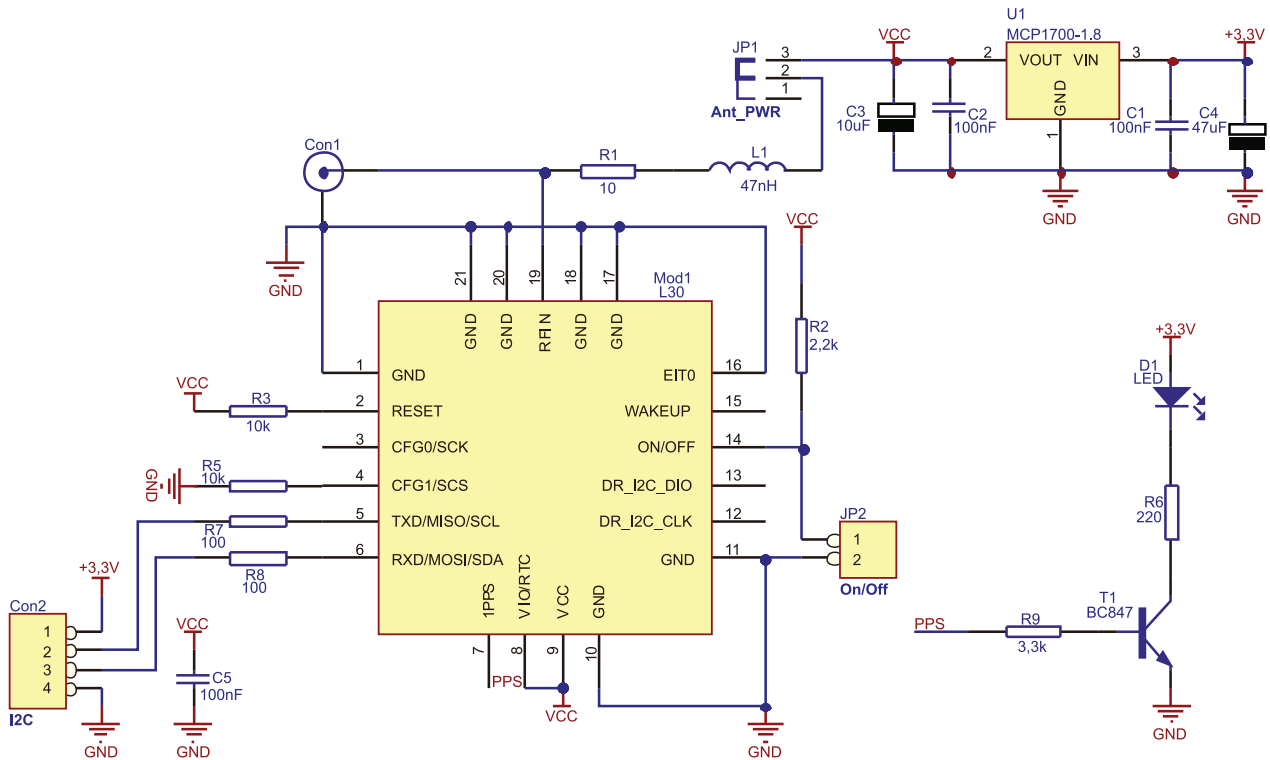 U1
MCP1700-1.8
VCC
+3,3V
2
VOUT VIN
3
GND
1
JP1
3
2
1
Ant_PWR
C3
10uF
C2
100nF
C1
100nF
C4
47uF
GND
GND
Con1
R1
10
L1
47nH
GND
VCC
R2
2,2k
Mod1
L30
21
20
19
18
17
GND
GND
RFIN
GND
GND
1
GND
EIT0
16
VCC
R3
10k
2
RESET
WAKEUP
15
3
CFG0/SCK
ON/OFF
14
GND
R5
10k
4
CFG1/SCS
DR_I2C_DIO
13
R7
100
5
TXD/MISO/SCL
DR_I2C_CLK
12
R8
100
6
RXD/MOSI/SDA
GND
11
1PPS
VIO/RTC
VCC
GND
7
8
9
10
PPS
VCC
GND
JP2
1
2
On/Off
+3,3V
Con2
1
2
3
4
I2C
GND
VCC
C5
100nF
GND
+3,3V
D1
LED
R6
220
T1
BC847
PPS
R9
3,3k
GND